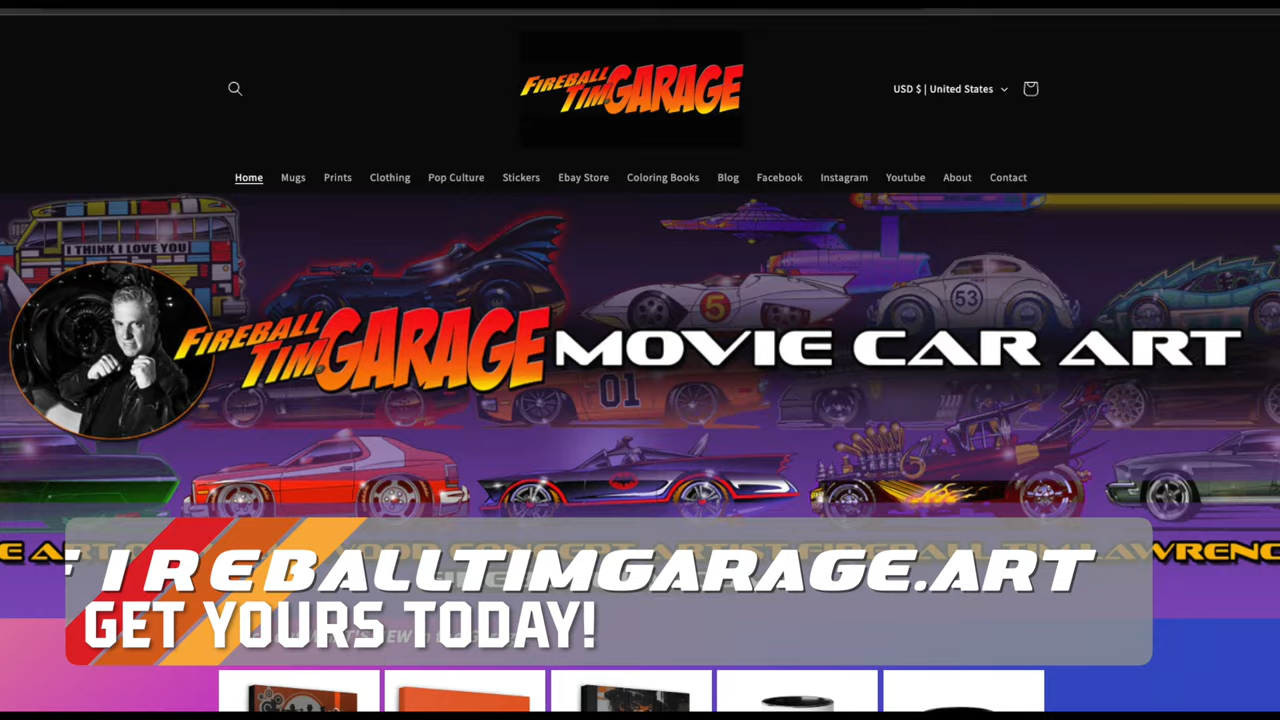 FIREBALL
TIM GARAGE
USD $ | United States
Home Mugs Prints Clothing Pop Culture Stickers Ebay Store Coloring Books Blog Facebook Instagram Youtube About Contact
I THINK I LOVE YOU
5
53
FIREBALL
TIM GARAGE
MOVIE CAR ART
01
FIREBALLTIMGARAGE.ART
GET YOURS TODAY!